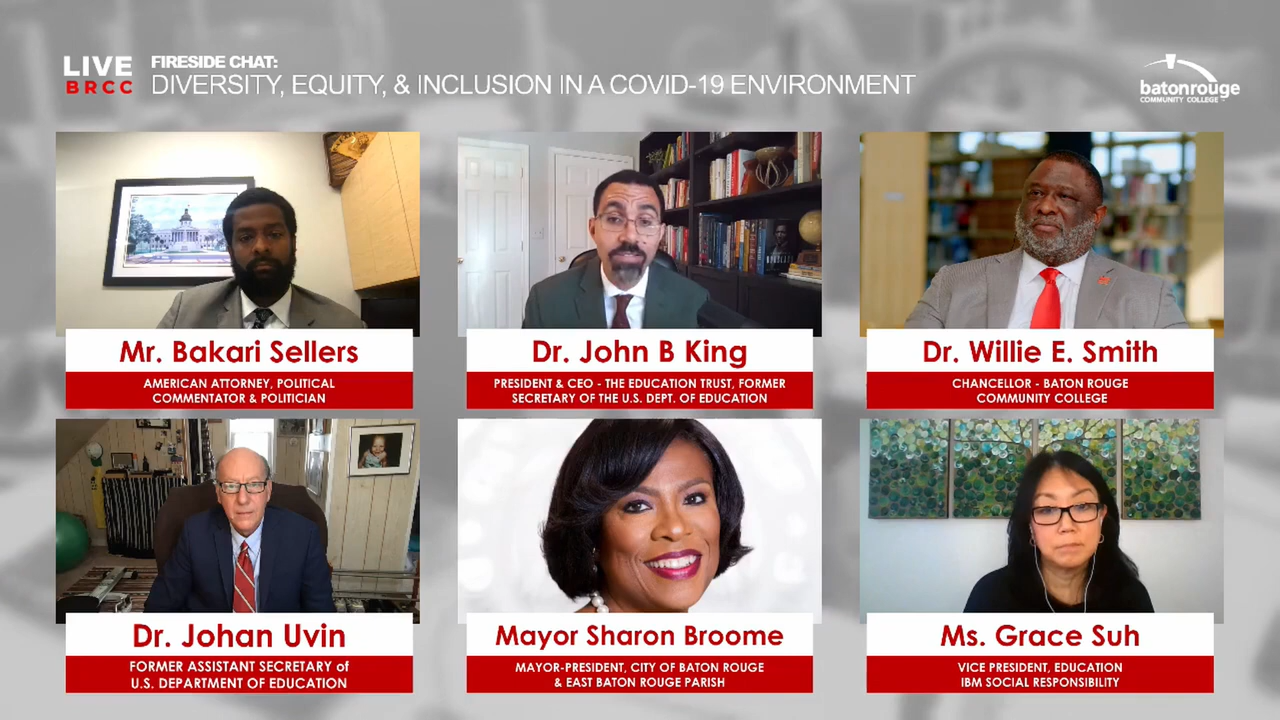 LIVE
BRCC
FIRESIDE CHAT:
DIVERSITY, EQUITY, & INCLUSION IN A COVID-19 ENVIRONMENT
batonrouge
COMMUNITY COLLEGE
Mr. Bakari Sellers
AMERICAN ATTORNEY, POLITICAL
COMMENTATOR & POLITICIAN
Dr. John B King
PRESIDENT & CEO - THE EDUCATION TRUST, FORMER
SECRETARY OF THE U.S. DEPT. OF EDUCATION
Dr. Willie E. Smith
CHANCELLOR - BATON ROUGE
COMMUNITY COLLEGE
Dr. Johan Uvin
FORMER ASSISTANT SECRETARY of
U.S. DEPARTMENT OF EDUCATION
Mayor Sharon Broome
MAYOR-PRESIDENT, CITY OF BATON ROUGE
& EAST BATON ROUGE PARISH
Ms. Grace Suh
VICE PRESIDENT, EDUCATION
IBM SOCIAL RESPONSIBILITY